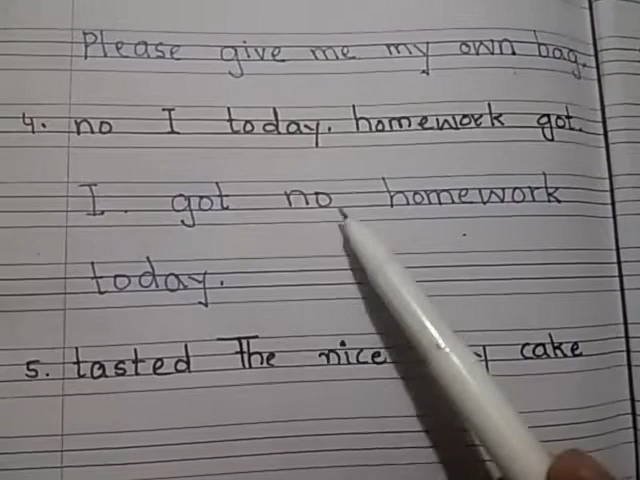 Please give me my own bag.
4. no I today. homework got.
I got no homework
today.
5. tasted The nice cake